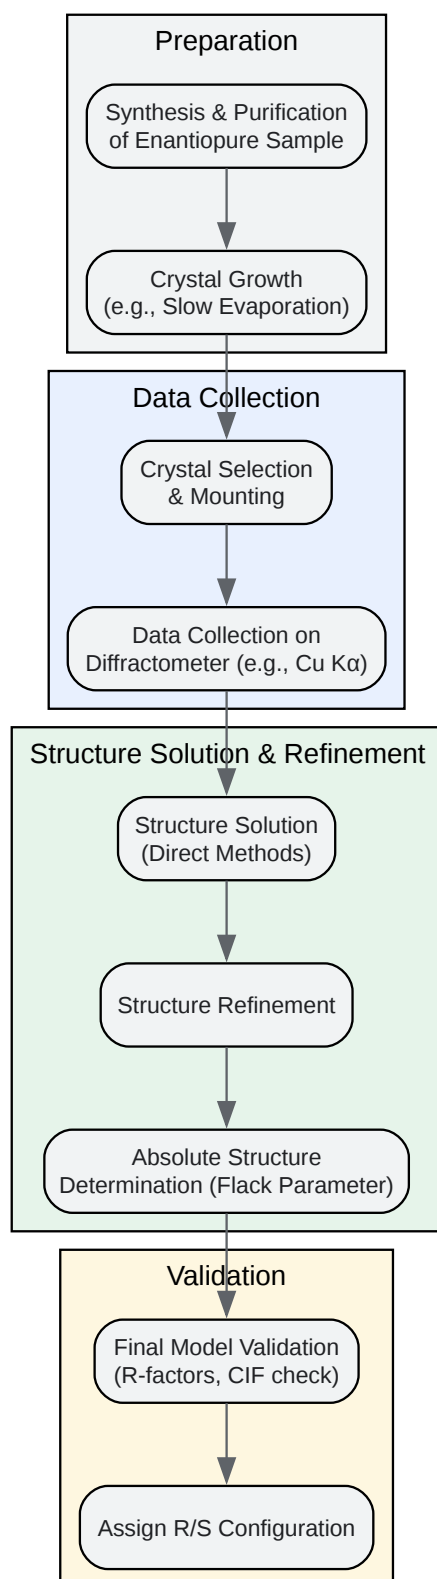 Preparation
Synthesis & Purification
of Enantiopure Sample
Crystal Growth
(e.g., Slow Evaporation)
Data Collection
Crystal Selection
& Mounting
Data Collection on
Diffractometer (e.g., Cu Kα)
Structure Solution & Refinement
Structure Solution
(Direct Methods)
Structure Refinement
Absolute Structure
Determination (Flack Parameter)
Validation
Final Model Validation
(R-factors, CIF check)
Assign R/S Configuration